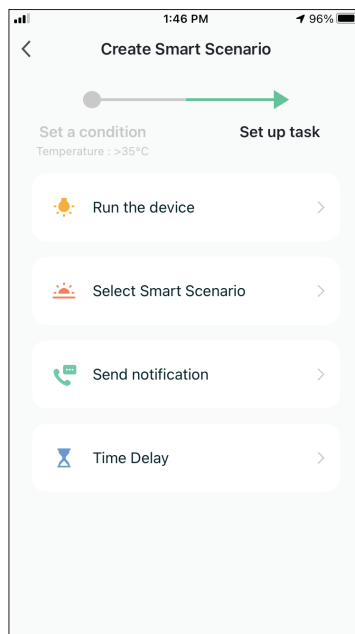 1:46 PM
96%
Create Smart Scenario
Set a condition
Set up task
Temperature : >35°C
Run the device
Select Smart Scenario
Send notification
Time Delay